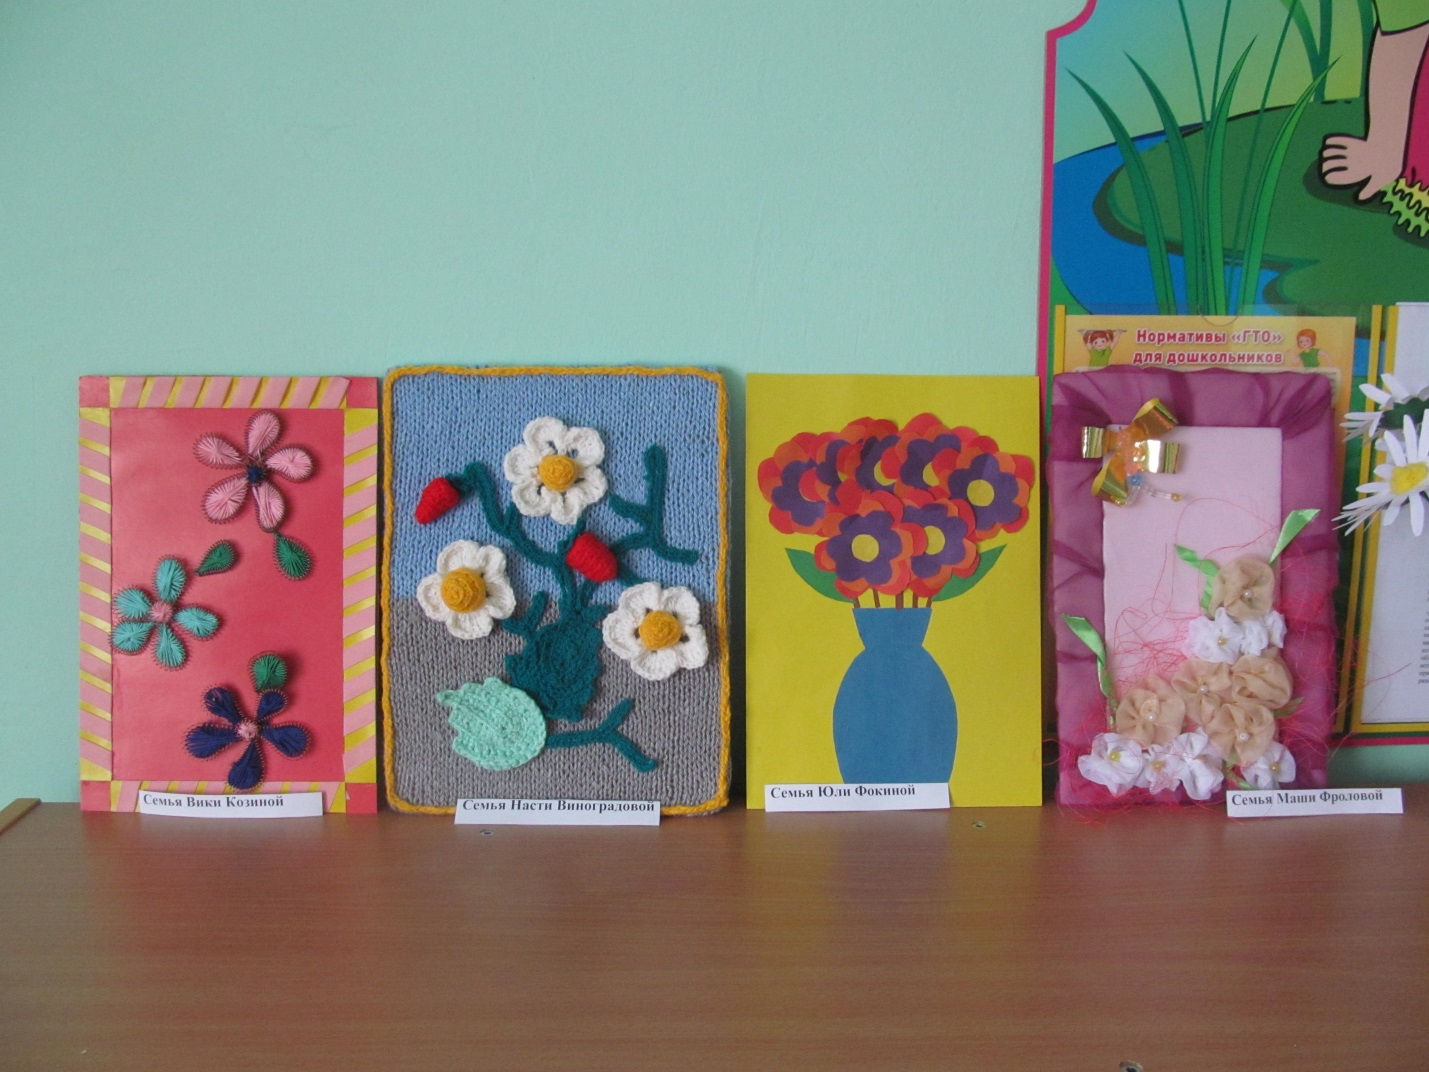 Нормативы «ГТО»
для дошкольников
Семья Вики Козиной
Семья Насти Виноградовой
Семья Юли Фокиной
Семья Маши Фроловой